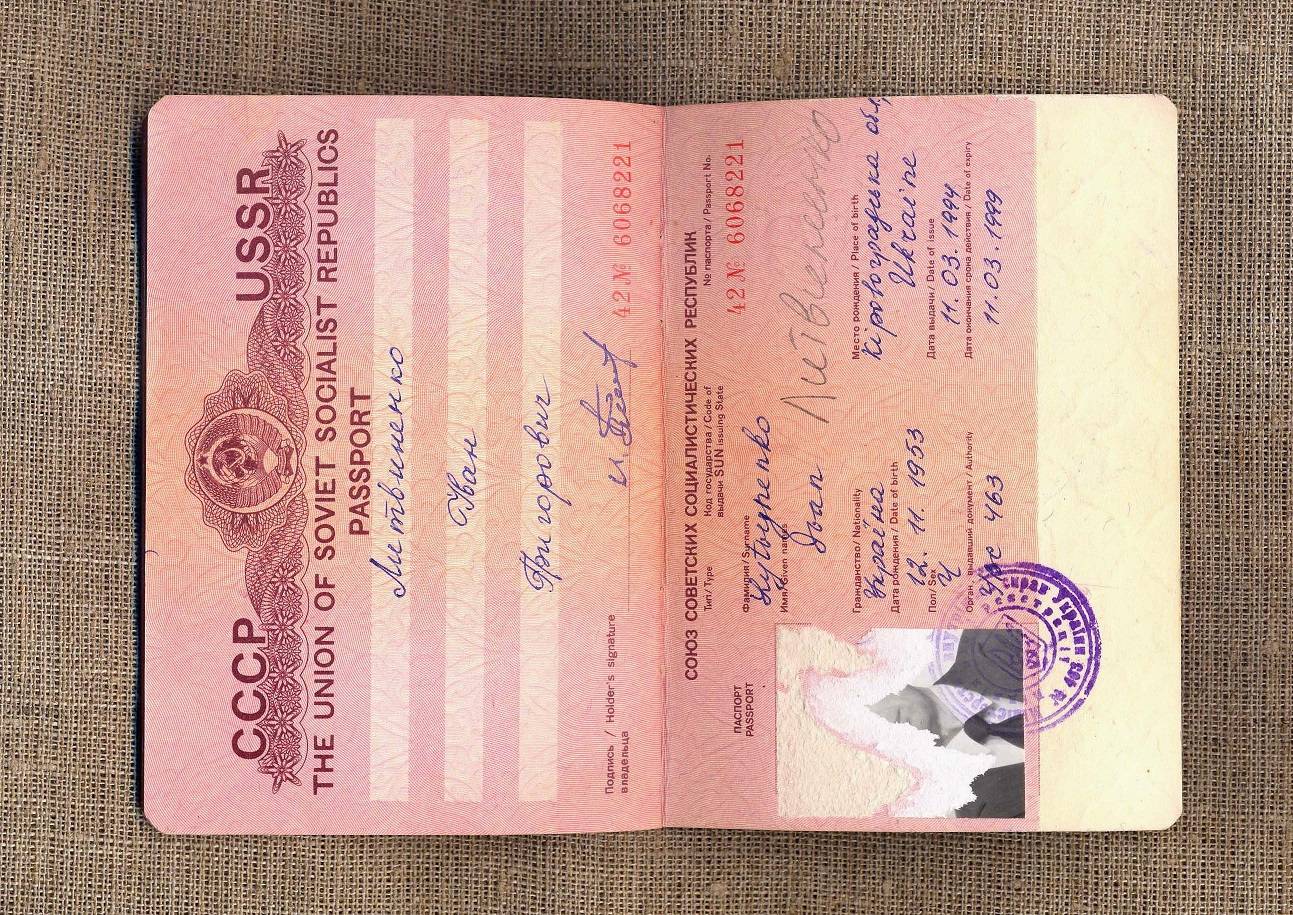 СССР USSR
THE UNION OF SOVIET SOCIALIST REPUBLICS
PASSPORT
Литвиненко
Іван
Григорович
Подпись / Holder's signature
владельца
42 № 6068221
СОЮЗ СОВЕТСКИХ СОЦИАЛИСТИЧЕСКИХ РЕСПУБЛИК
ПАСПОРТ
PASSPORT
Тип / Type
Код государства / Code of
выдачи SUN issuing State
№ паспорта / Passport No.
42 № 6068221
Фамилия / Surname
Имя / Given names
Іван
Литвиненко
Гражданство / Nationality
Україна
Место рождения / Place of birth
Кіровоградська обл.,
Ukraine
Дата рождения / Date of birth
12. 11. 1953
Дата выдачи / Date of issue
11. 03. 1994
Пол / Sex
Ч
Дата окончания срока действия / Date of expiry
11. 03. 1999
Орган, выдавший документ / Authority
463
України